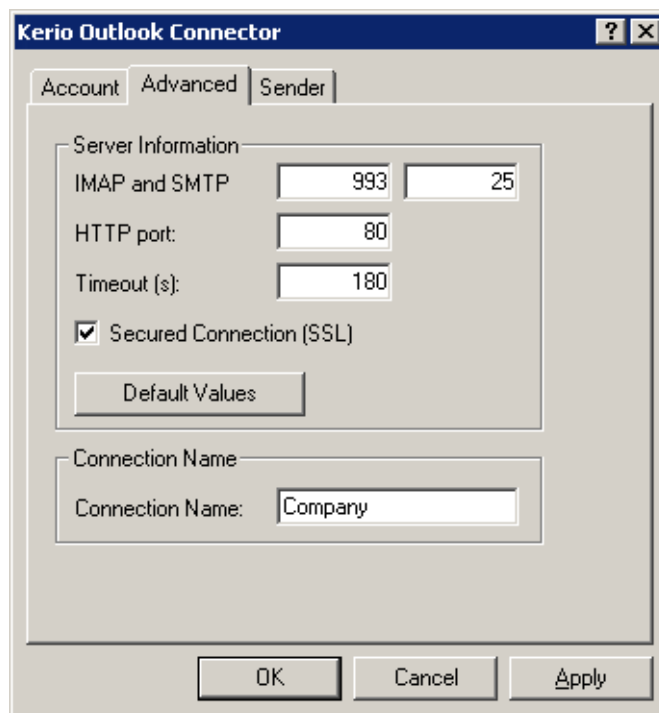 Kerio Outlook Connector
Account Advanced Sender
Server Information
IMAP and SMTP 993 25
HTTP port: 80
Timeout (s): 180
Secured Connection (SSL)
Default Values
Connection Name
Connection Name: Company
OK Cancel Apply